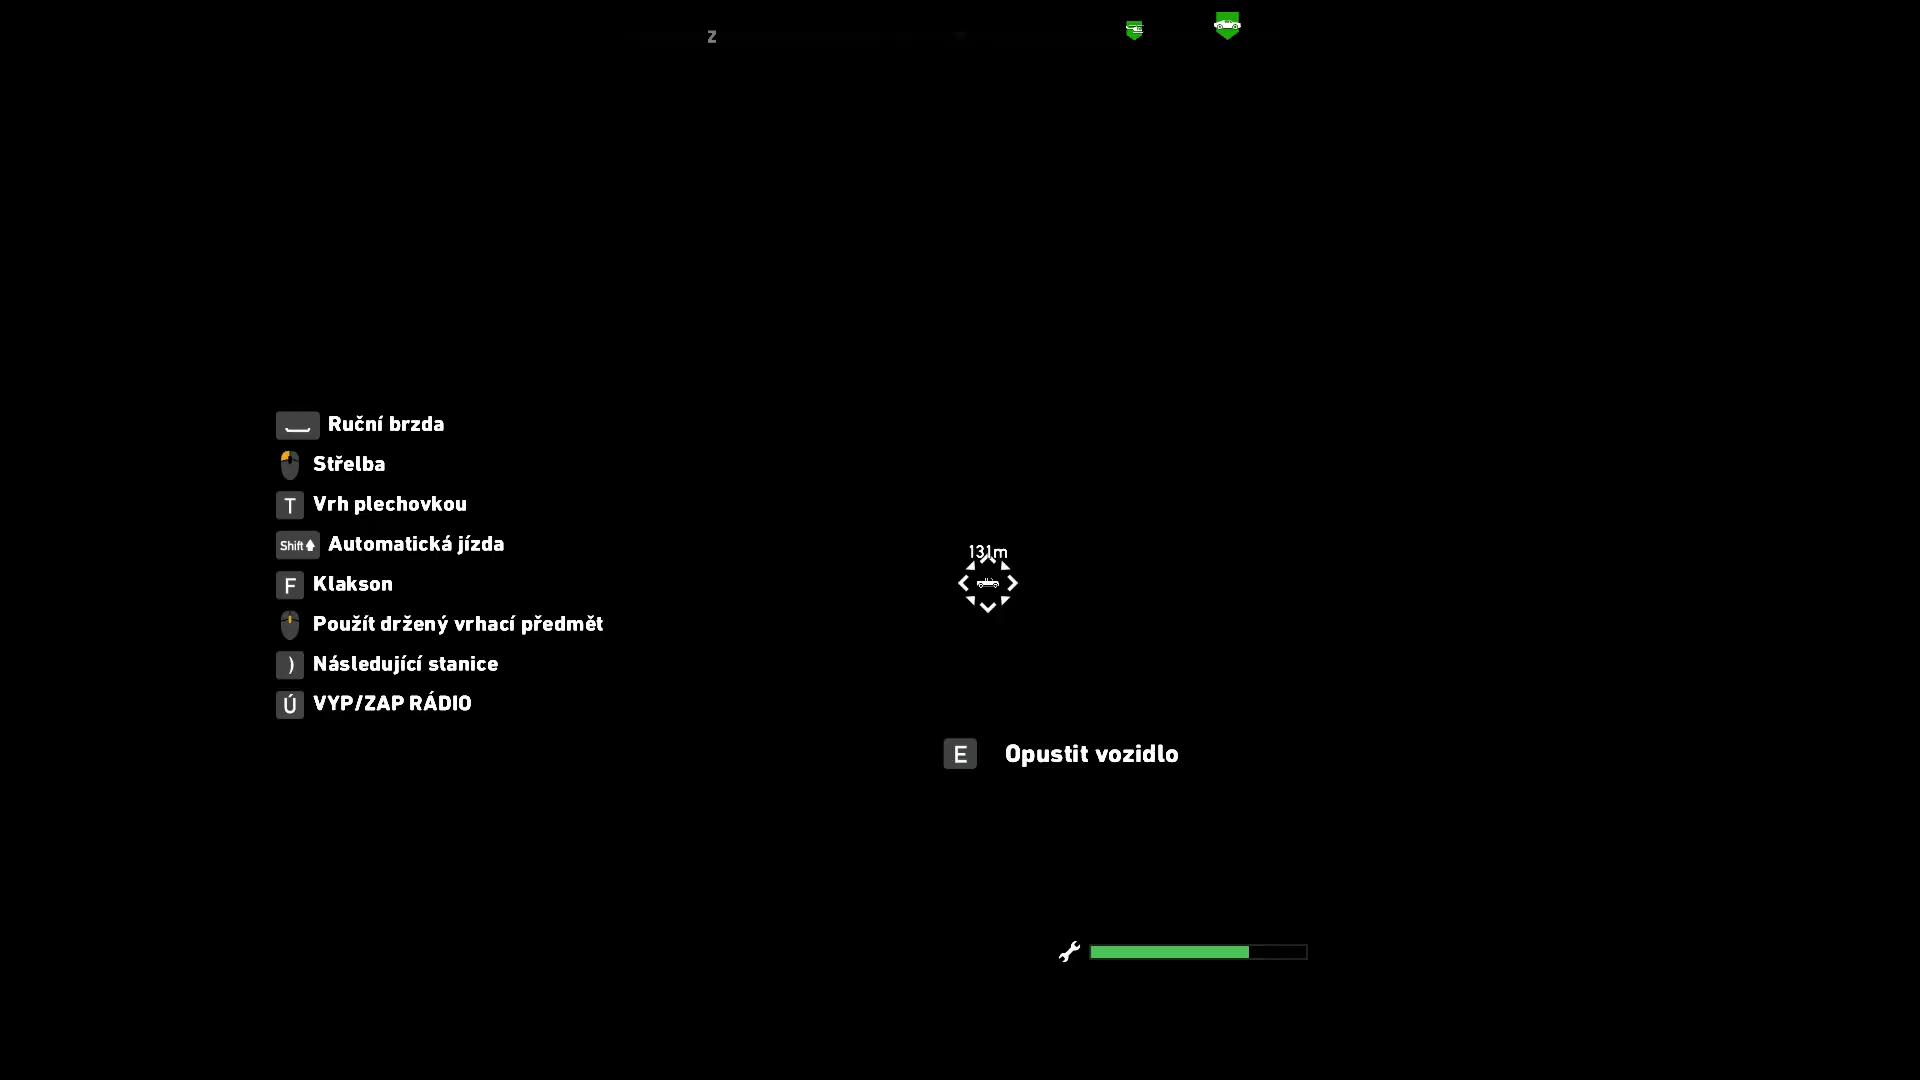 Z
Ruční brzda
Střelba
T Vrh plechovkou
Shift Automatická jízda
F Klakson
Použít držený vrhací předmět
) Následující stanice
Ú VYP/ZAP RÁDIO
131m
E Opustit vozidlo